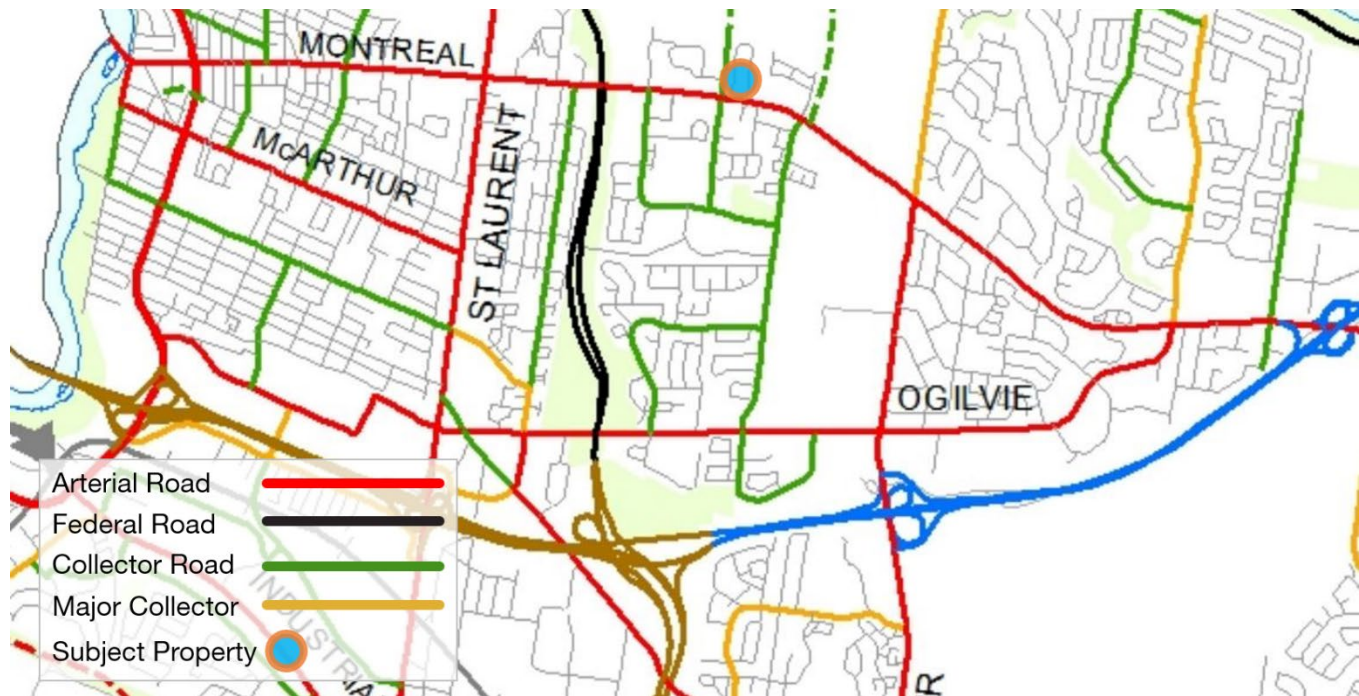 MONTREAL
McARTHUR
ST LAURENT
OGILVIE
Arterial Road
Federal Road
Collector Road
Major Collector
Subject Property
R